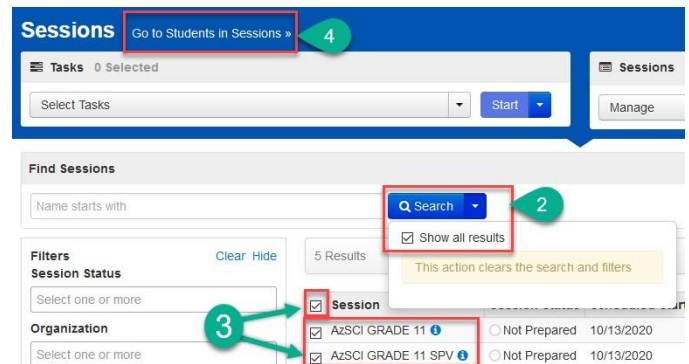 Sessions Go to Students in Sessions »
4
Tasks 0 Selected
Sessions
Select Tasks
Start
Manage
Find Sessions
Name starts with
Search
2
Show all results
This action clears the search and filters
Filters Clear Hide
5 Results
Session Status
Select one or more
Session
Organization
3
AzSCI GRADE 11 Not Prepared 10/13/2020
Select one or more
AzSCI GRADE 11 SPV Not Prepared 10/13/2020